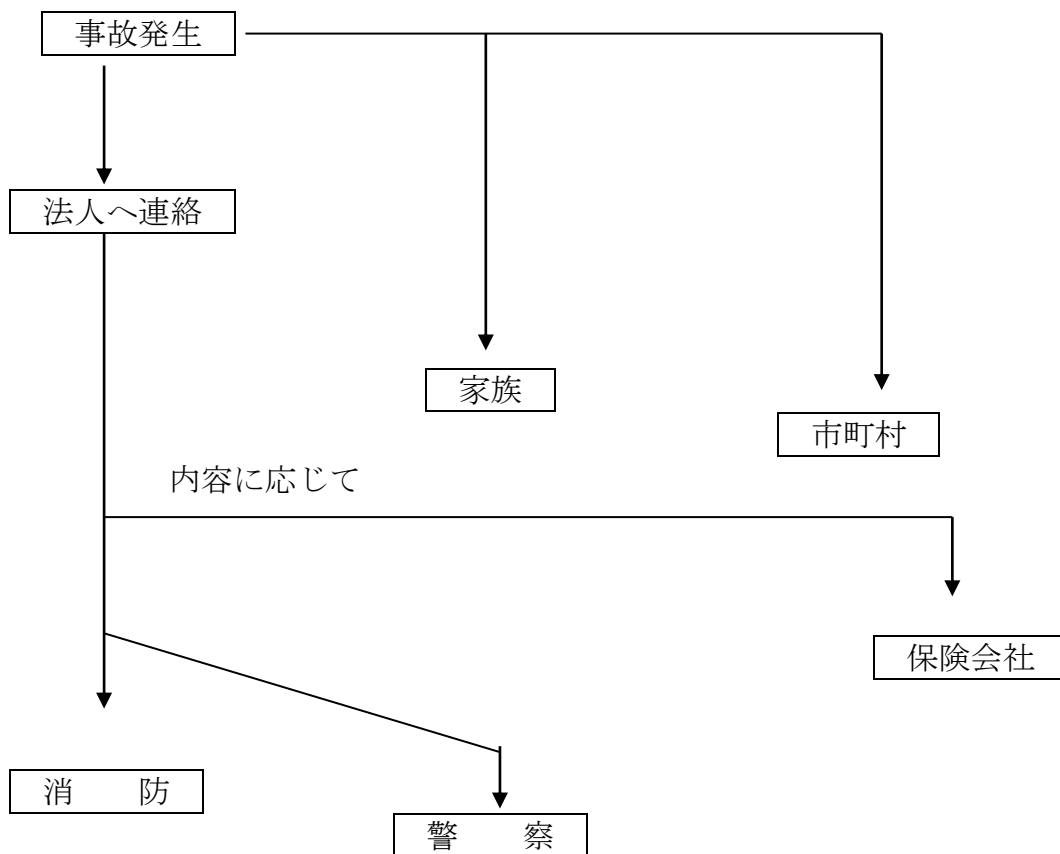 事故発生
法人へ連絡
家族
市町村
内容に応じて
保険会社
消　　防
警　　察